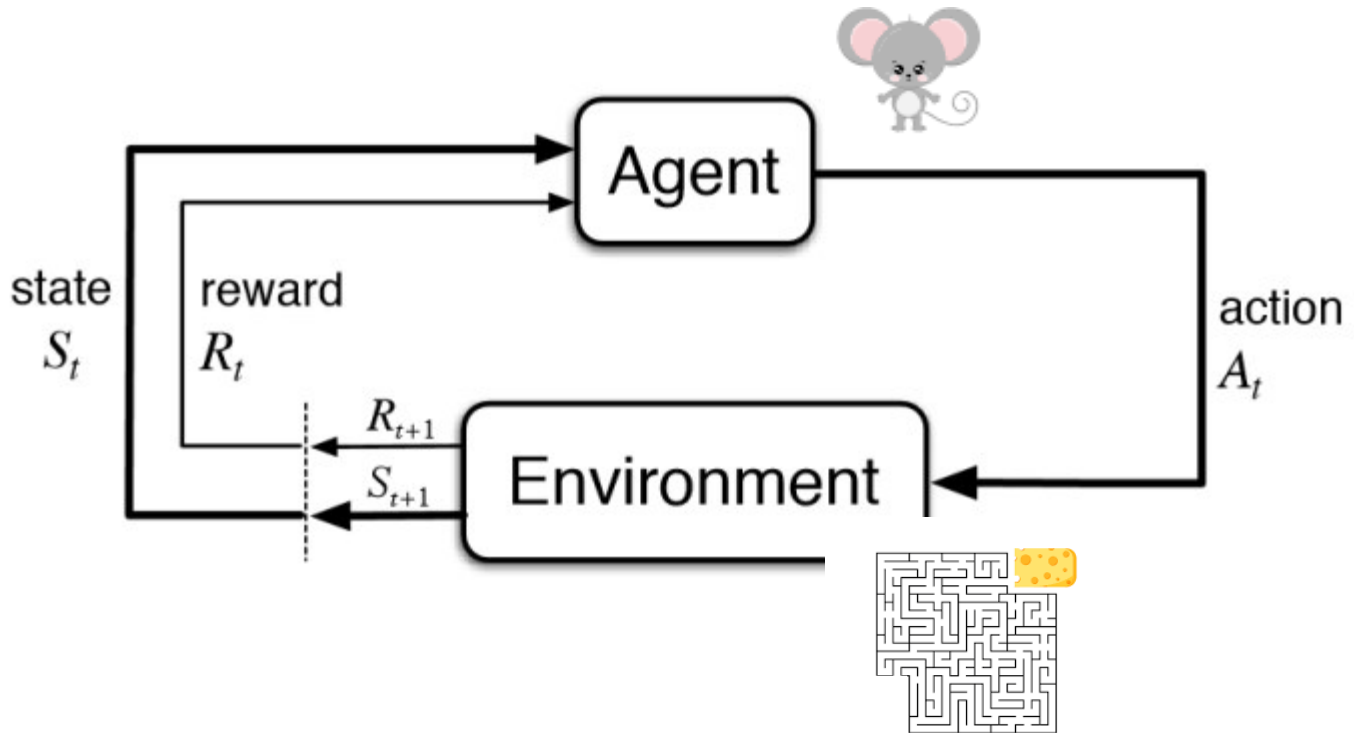 Agent
state
S_t
reward
R_t
action
A_t
R_{t+1}
S_{t+1}
Environment